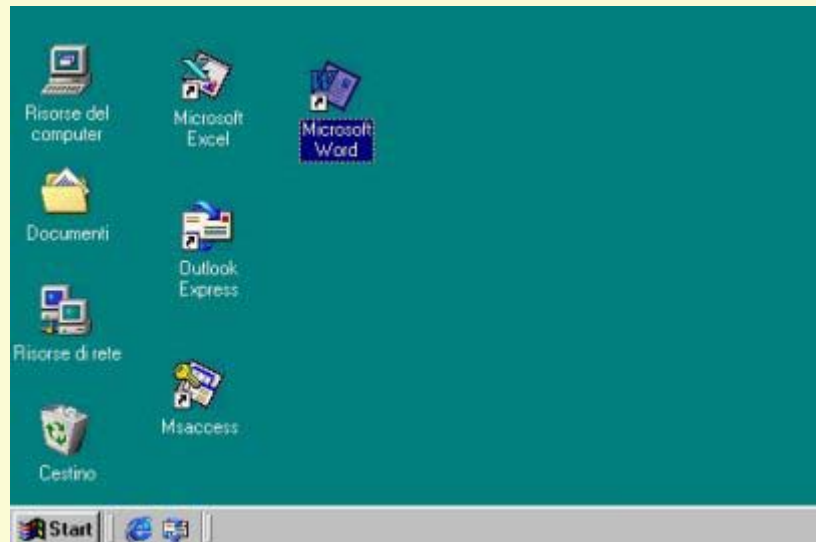 Risorse del
computer
Microsoft
Excel
Microsoft
Word
Documenti
Outlook
Express
Risorse di rete
Msaccess
Cestino
Start